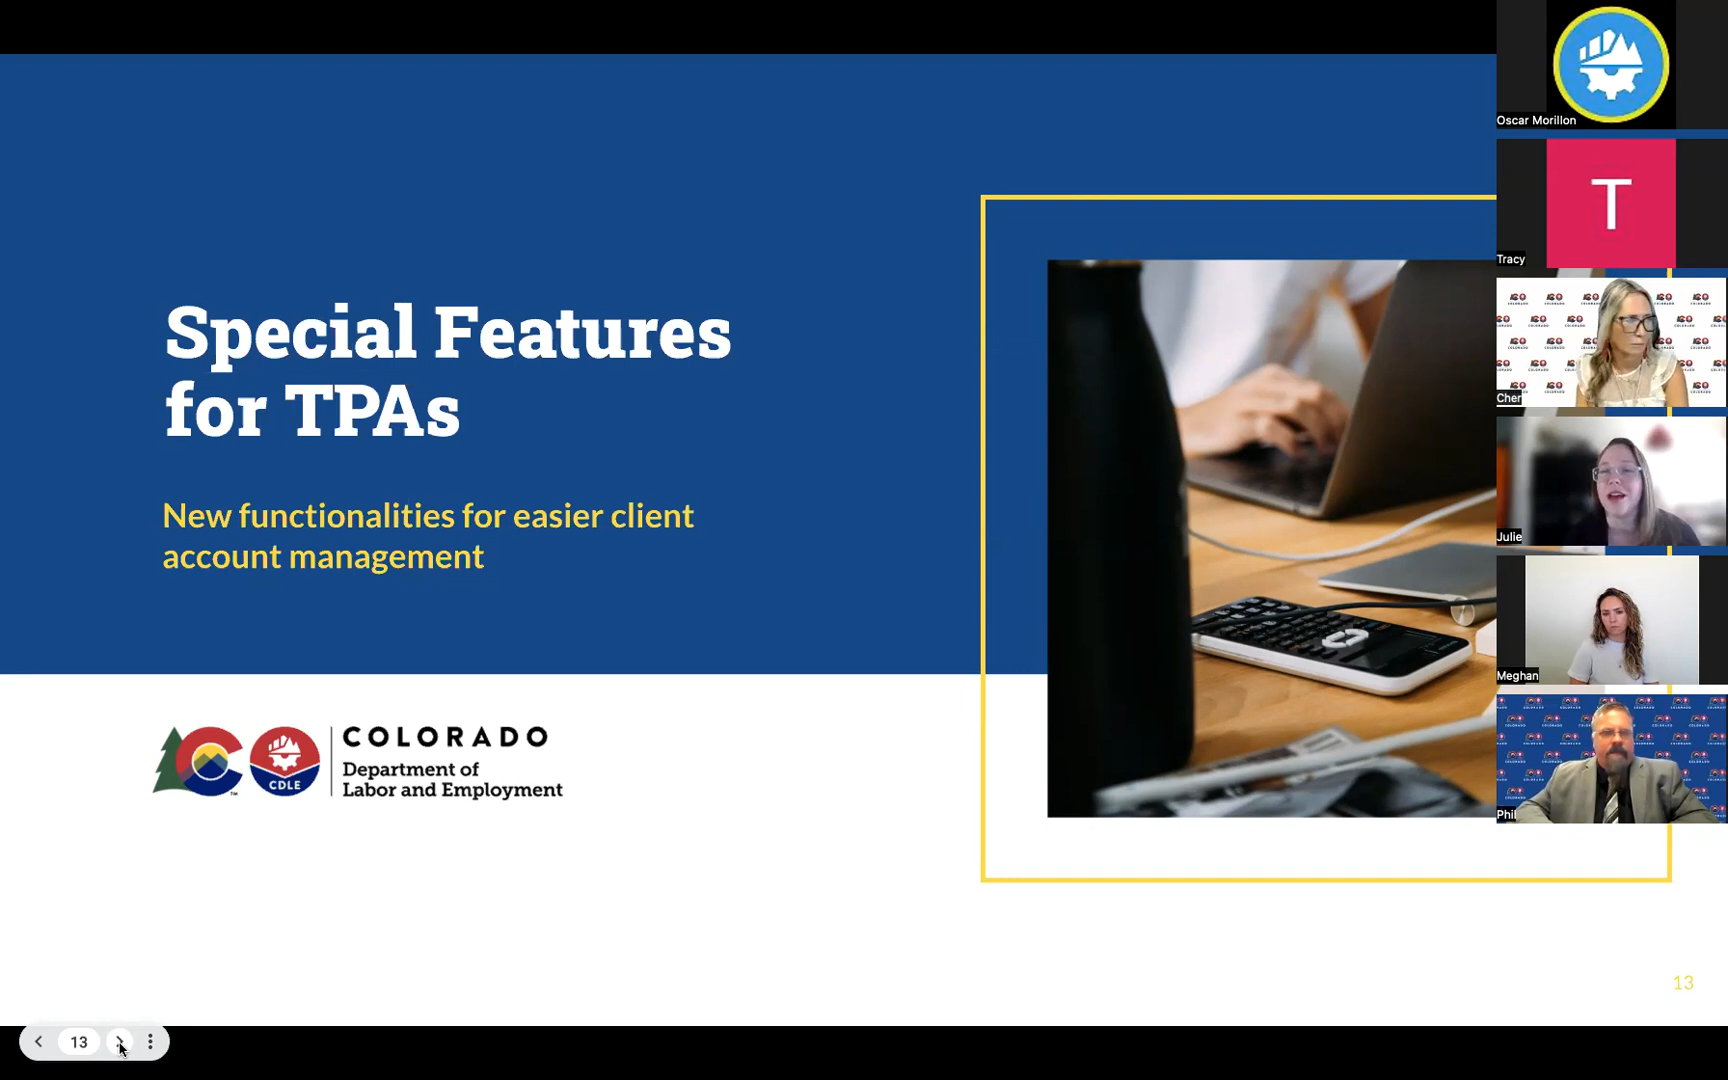 Special Features
for TPAs
New functionalities for easier client
account management
CDLE
COLORADO
Department of
Labor and Employment
TM
13
13
Oscar Morillon
T
Tracy
Cher
Julie
Meghan
Phil